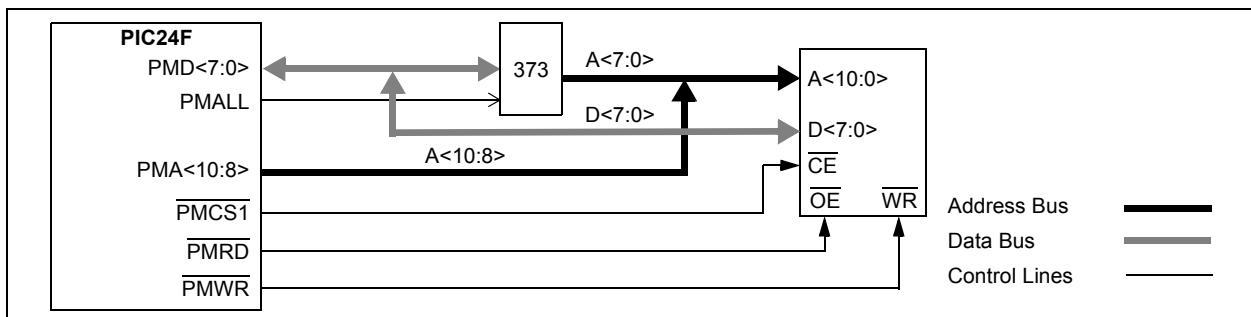 PIC24F
PMD<7:0>
373
A<7:0>
A<10:0>
PMALL
D<7:0>
D<7:0>
PMA<10:8>
A<10:8>
CE
PMCS1
OE WR
Address Bus
PMRD
Data Bus
PMWR
Control Lines